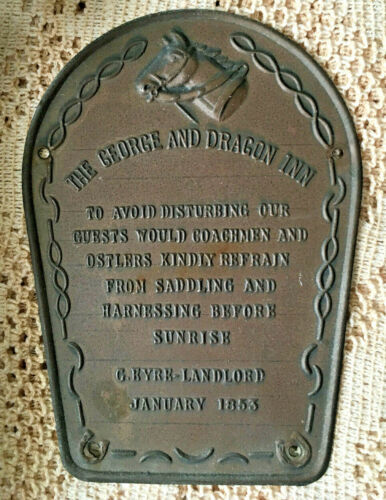 THE GEORGE AND DRAGON INN
TO AVOID DISTURBING OUR
GUESTS WOULD COACHMEN AND
OSTLERS KINDLY REFRAIN
FROM SADDLING AND
HARNESSING BEFORE
SUNRISE
G.EYRE-LANDLORD
JANUARY 1853